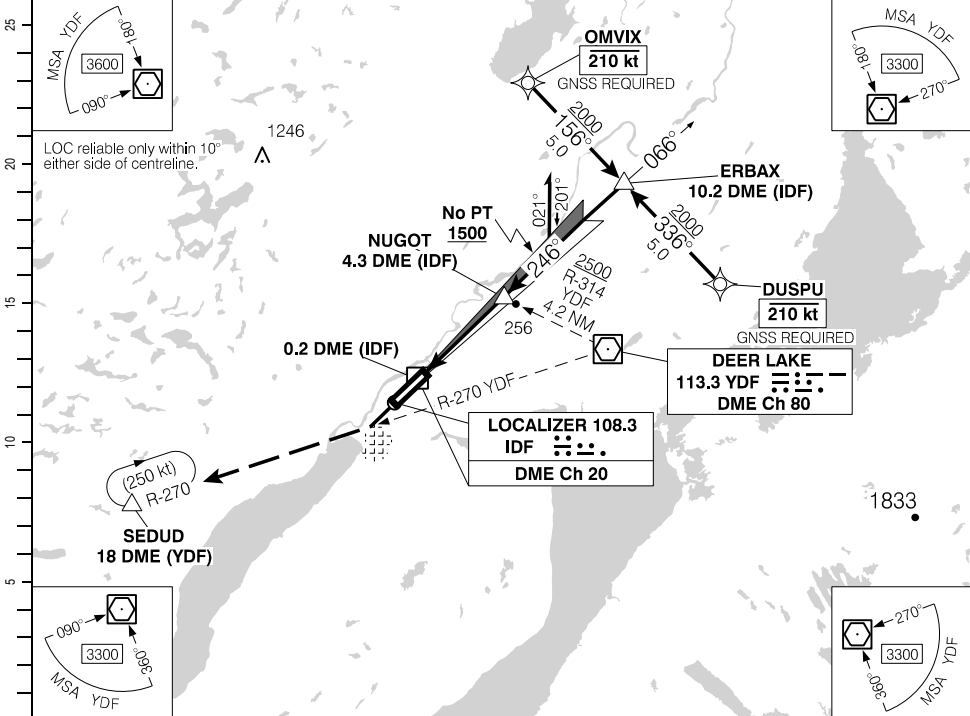 25
20
15
10
5
MSA YDF
180°
3600
090°
LOC reliable only within 10°
either side of centreline.
1246
OMVIX
210 kt
GNSS REQUIRED
2000
156°
5.0
066°
ERBAX
10.2 DME (IDF)
MSA YDF
180°
3300
270°
No PT
1500
021°
201°
NUGOT
4.3 DME (IDF)
246°
2500
R-314
YDF
4.2 NM
2000
336°
5.0
DUSPU
210 kt
GNSS REQUIRED
256
0.2 DME (IDF)
R-270 YDF
DEER LAKE
113.3 YDF
DME Ch 80
LOCALIZER 108.3
IDF
DME Ch 20
(250 kt)
R-270
SEDUD
18 DME (YDF)
1833
090°
360°
3300
MSA YDF
270°
360°
3300
MSA YDF